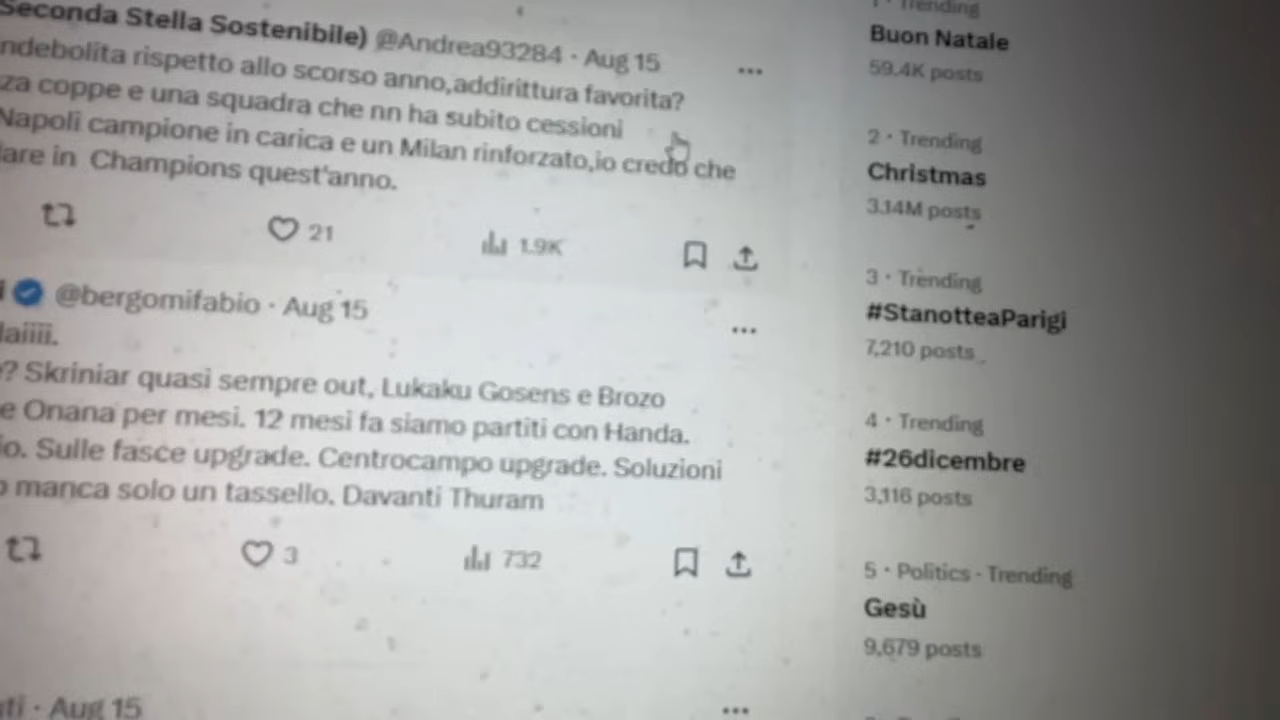 Seconda Stella Sostenibile) @Andrea93284 · Aug 15
ndebolita rispetto allo scorso anno,addirittura favorita?
za coppe e una squadra che nn ha subito cessioni
Napoli campione in carica e un Milan rinforzato,io credo che
lare in Champions quest'anno.
21
1.9K
@bergomifabio · Aug 15
laiiii.
? Skriniar quasi sempre out, Lukaku Gosens e Brozo
e Onana per mesi. 12 mesi fa siamo partiti con Handa.
io. Sulle fasce upgrade. Centrocampo upgrade. Soluzioni
o manca solo un tassello. Davanti Thuram
3
732
ti · Aug 15
1 · Trending
Buon Natale
59.4K posts
2 · Trending
Christmas
3.14M posts
3 · Trending
#StanotteaParigi
7,210 posts
4 · Trending
#26dicembre
3,116 posts
5 · Politics · Trending
Gesù
9,679 posts